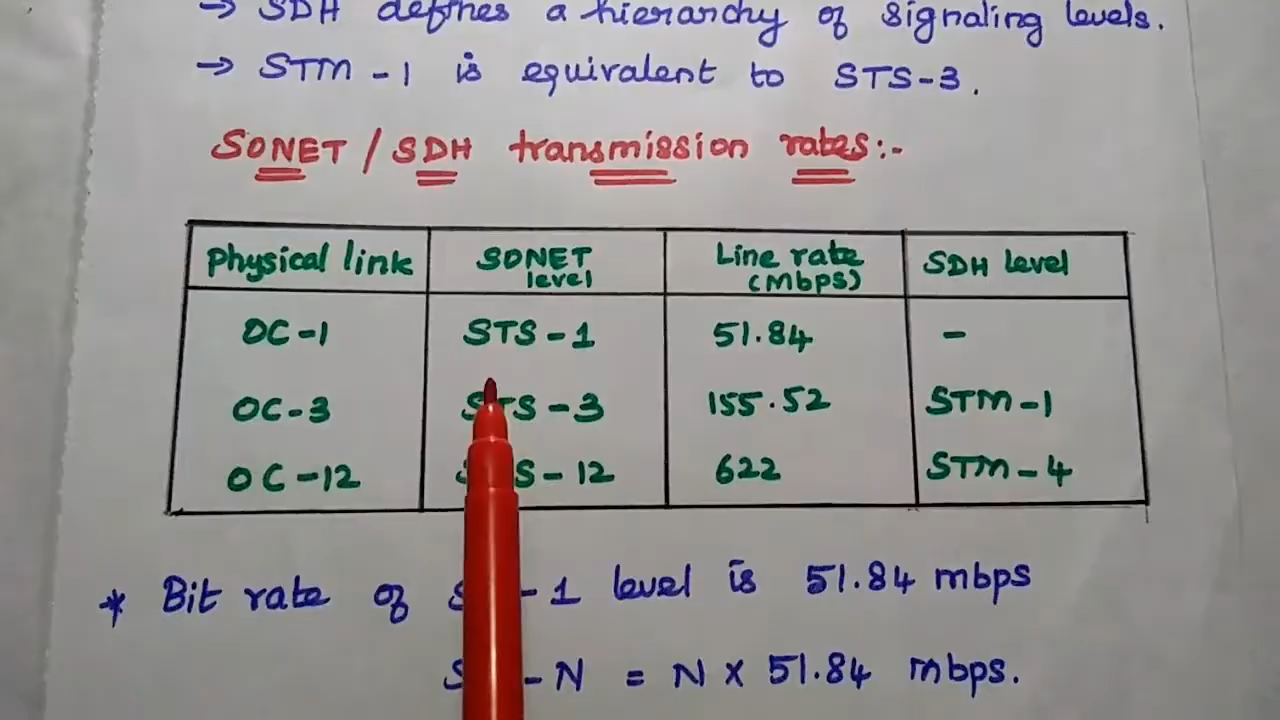 → SDH defines a hierarchy of signaling levels.
→ STM-1 is equivalent to STS-3.
SONET / SDH transmission rates:-
Physical link SONET level Line rate (Mbps) SDH level
OC-1 STS-1 51.84 -
OC-3 STS-3 155.52 STM-1
OC-12 S-12 622 STM-4
* Bit rate of S -1 level is 51.84 mbps
S -N = N x 51.84 mbps.